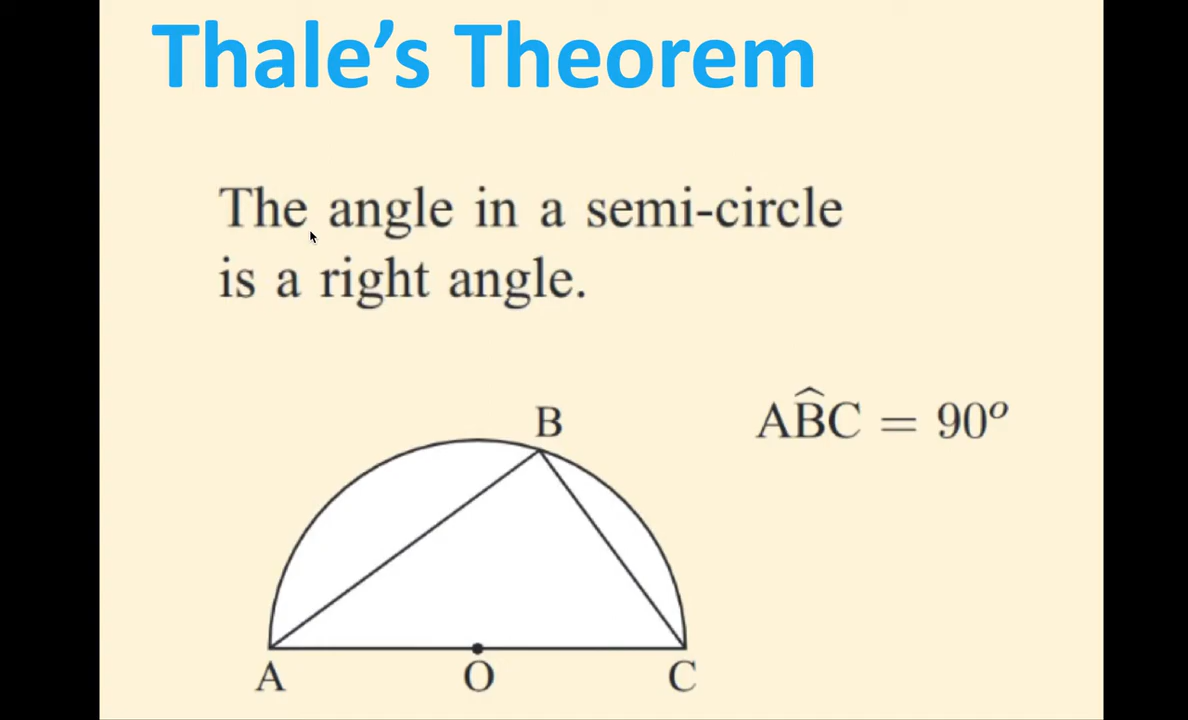 Thale’s Theorem
The angle in a semi-circle
is a right angle.
AB̂C = 90º
B
A
O
C